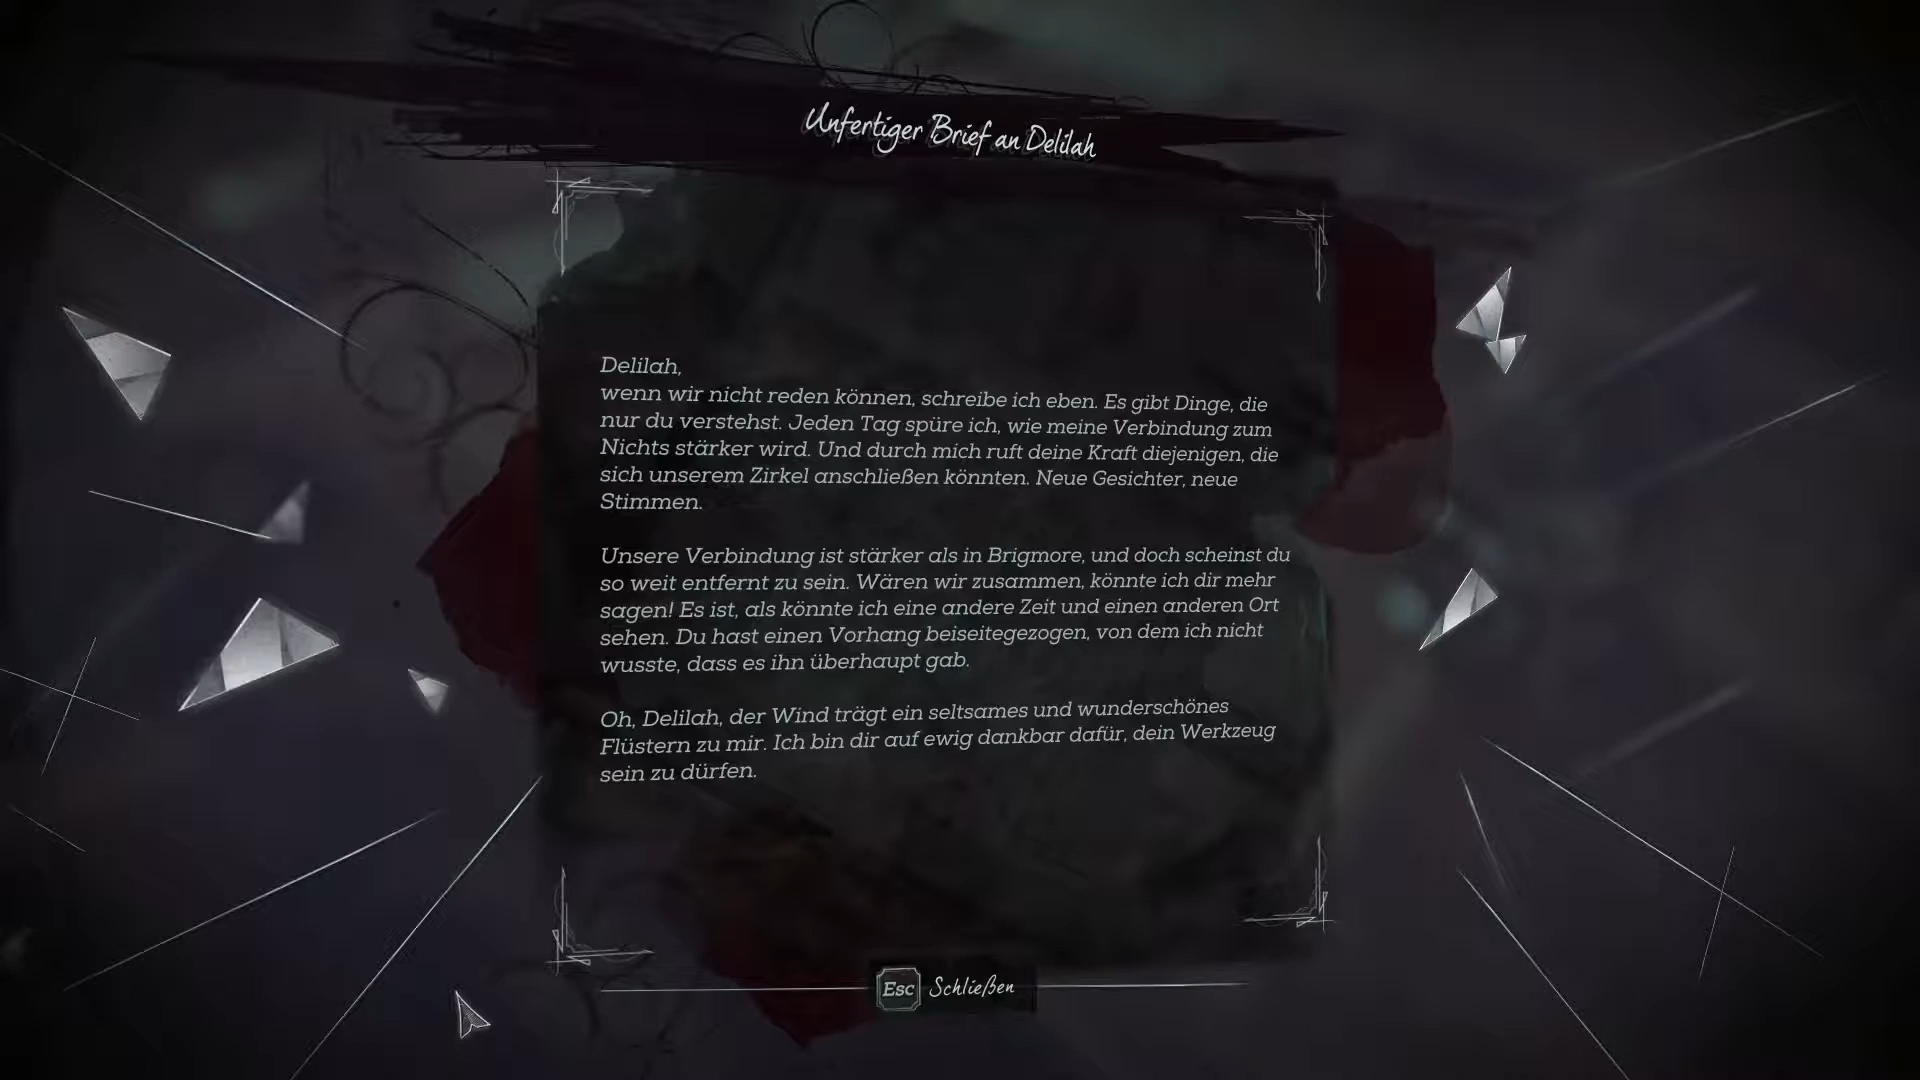 Unfertiger Brief an Delilah
Delilah,
wenn wir nicht reden können, schreibe ich eben. Es gibt Dinge, die
nur du verstehst. Jeden Tag spüre ich, wie meine Verbindung zum
Nichts stärker wird. Und durch mich ruft deine Kraft diejenigen, die
sich unserem Zirkel anschließen könnten. Neue Gesichter, neue
Stimmen.
Unsere Verbindung ist stärker als in Brigmore, und doch scheinst du
so weit entfernt zu sein. Wären wir zusammen, könnte ich dir mehr
sagen! Es ist, als könnte ich eine andere Zeit und einen anderen Ort
sehen. Du hast einen Vorhang beiseitegezogen, von dem ich nicht
wusste, dass es ihn überhaupt gab.
Oh, Delilah, der Wind trägt ein seltsames und wunderschönes
Flüstern zu mir. Ich bin dir auf ewig dankbar dafür, dein Werkzeug
sein zu dürfen.
Esc Schließen